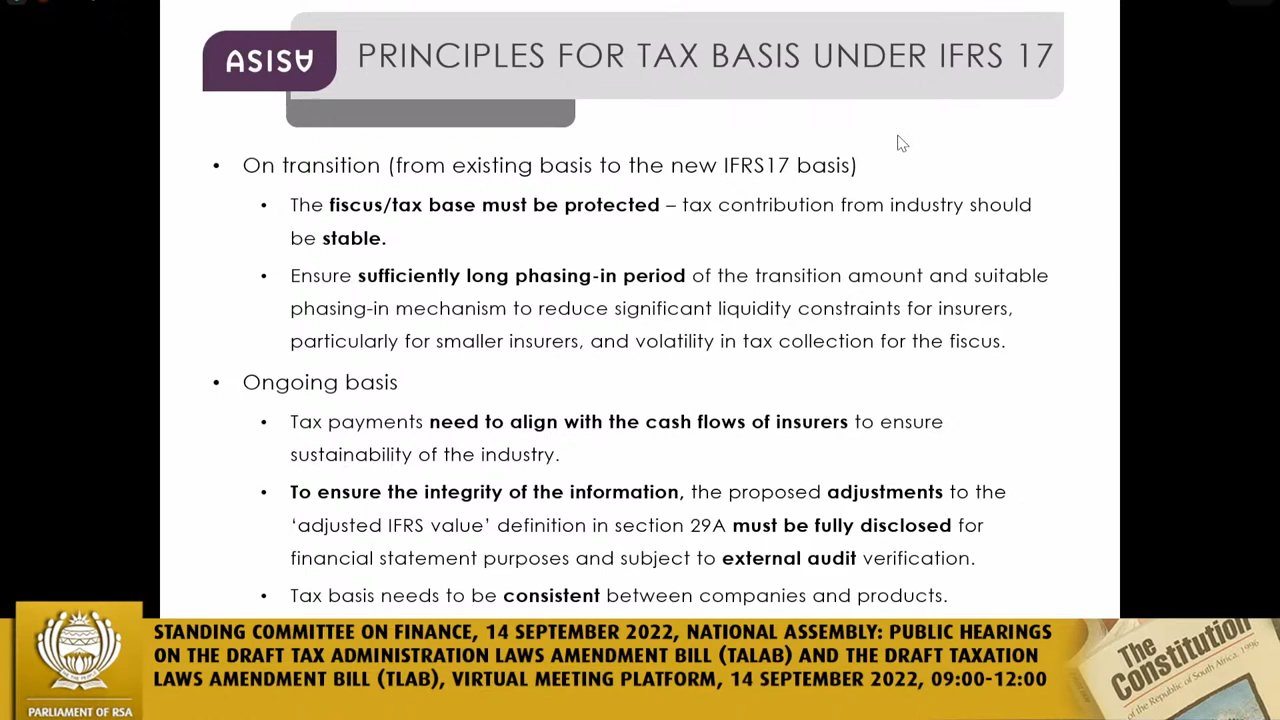 ASISA
PRINCIPLES FOR TAX BASIS UNDER IFRS 17
• On transition (from existing basis to the new IFRS17 basis)
• The fiscus/tax base must be protected – tax contribution from industry should
be stable.
• Ensure sufficiently long phasing-in period of the transition amount and suitable
phasing-in mechanism to reduce significant liquidity constraints for insurers,
particularly for smaller insurers, and volatility in tax collection for the fiscus.
• Ongoing basis
• Tax payments need to align with the cash flows of insurers to ensure
sustainability of the industry.
• To ensure the integrity of the information, the proposed adjustments to the
‘adjusted IFRS value’ definition in section 29A must be fully disclosed for
financial statement purposes and subject to external audit verification.
• Tax basis needs to be consistent between companies and products.
STANDING COMMITTEE ON FINANCE, 14 SEPTEMBER 2022, NATIONAL ASSEMBLY: PUBLIC HEARINGS
ON THE DRAFT TAX ADMINISTRATION LAWS AMENDMENT BILL (TALAB) AND THE DRAFT TAXATION
LAWS AMENDMENT BILL (TLAB), VIRTUAL MEETING PLATFORM, 14 SEPTEMBER 2022, 09:00-12:00
PARLIAMENT OF RSA
The
Constitution
of the Republic of South Africa, 1996